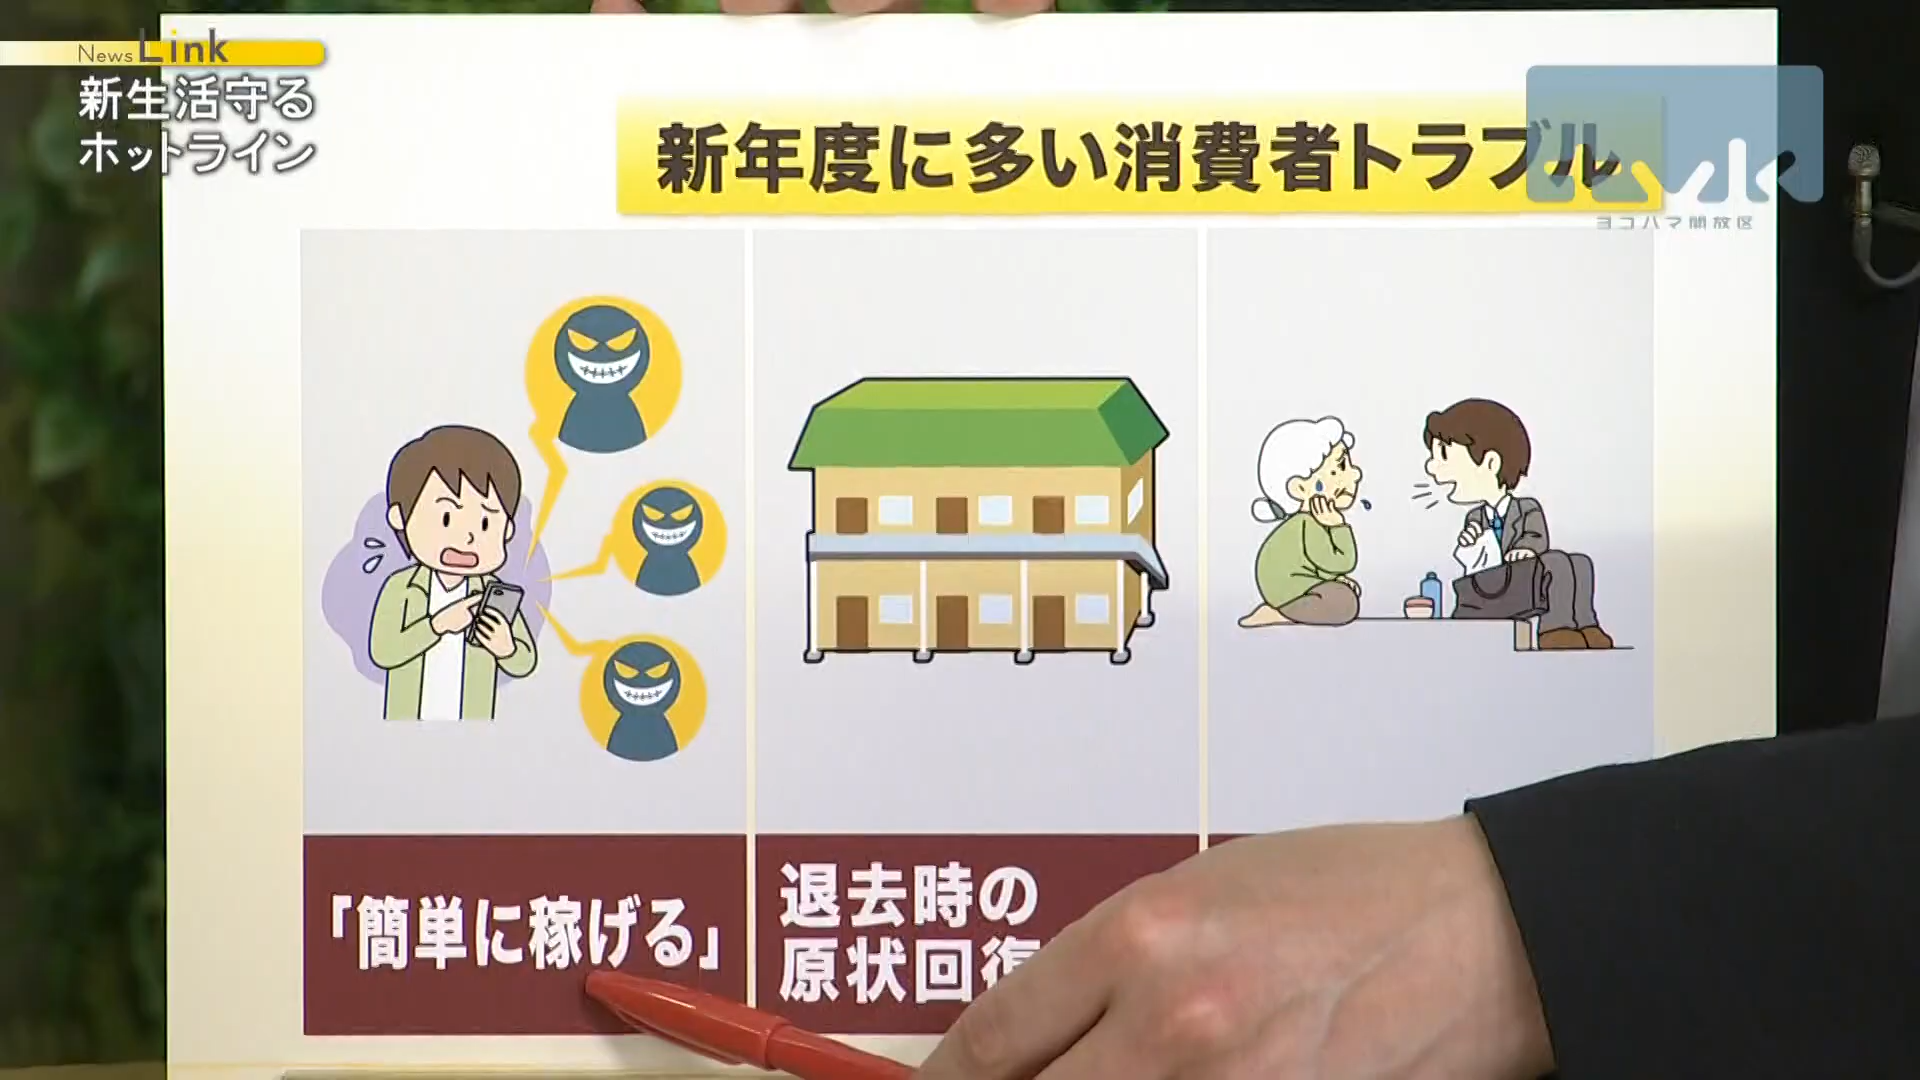 News Link
新生活守る
ホットライン
新年度に多い消費者トラブル
tvk
ヨコハマ開放区
「簡単に稼げる」
退去時の
原状回復